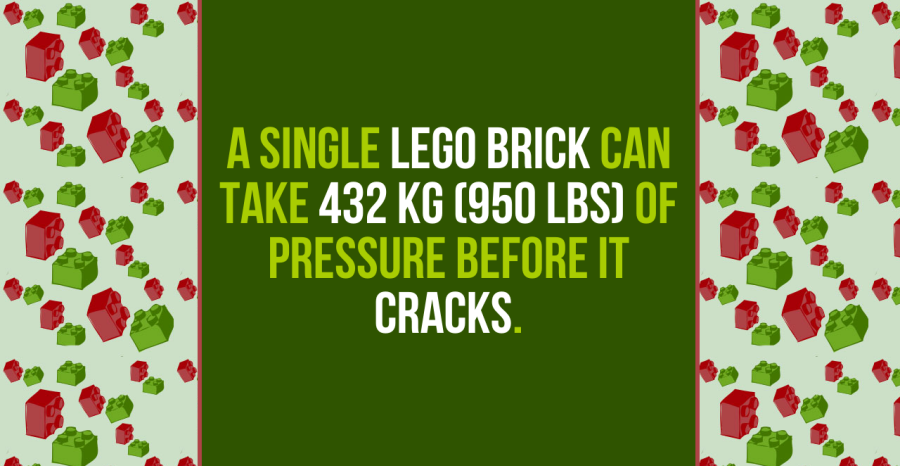 A SINGLE LEGO BRICK CAN
TAKE 432 KG (950 LBS) OF
PRESSURE BEFORE IT
CRACKS.